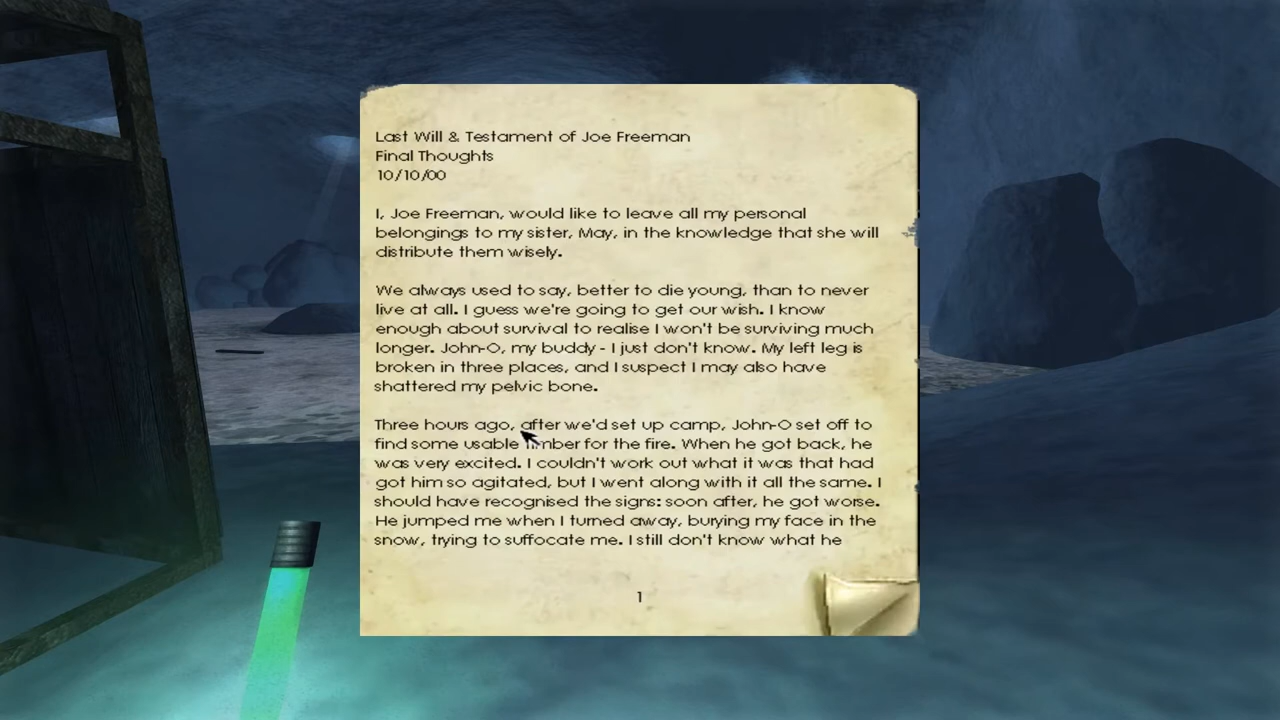 Last Will & Testament of Joe Freeman
Final Thoughts
10/10/00
I, Joe Freeman, would like to leave all my personal
belongings to my sister, May, in the knowledge that she will
distribute them wisely.
We always used to say, better to die young, than to never
live at all. I guess we're going to get our wish. I know
enough about survival to realise I won't be surviving much
longer. John-O, my buddy - I just don't know. My left leg is
broken in three places, and I suspect I may also have
shattered my pelvic bone.
Three hours ago, after we'd set up camp, John-O set off to
find some usable timber for the fire. When he got back, he
was very excited. I couldn't work out what it was that had
got him so agitated, but I went along with it all the same. I
should have recognised the signs: soon after, he got worse.
He jumped me when I turned away, burying my face in the
snow, trying to suffocate me. I still don't know what he
1